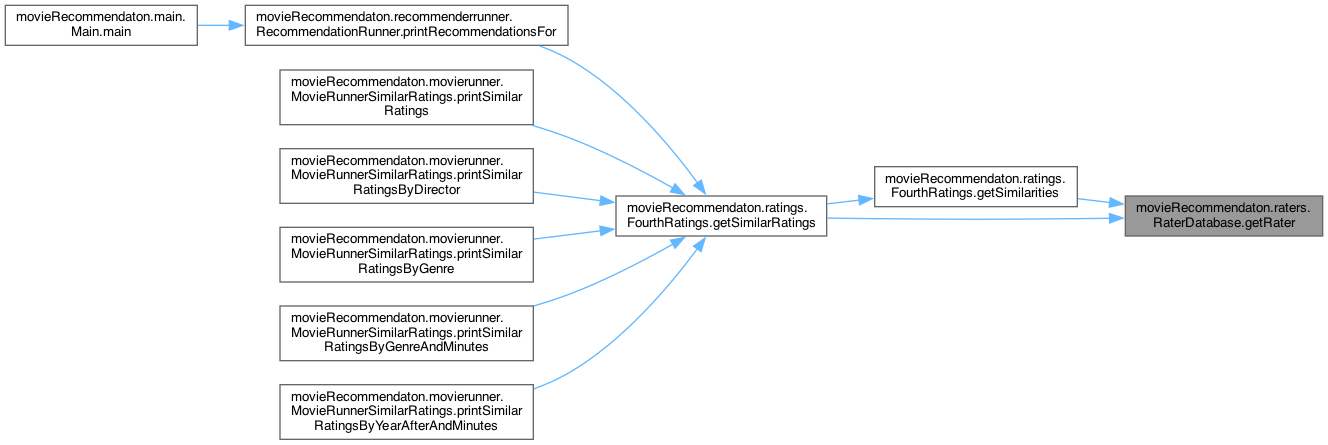 movieRecommendaton.main.
Main.main
movieRecommendaton.recommenderrunner.
RecommendationRunner.printRecommendationsFor
movieRecommendaton.movierunner.
MovieRunnerSimilarRatings.printSimilar
Ratings
movieRecommendaton.movierunner.
MovieRunnerSimilarRatings.printSimilar
RatingsByDirector
movieRecommendaton.movierunner.
MovieRunnerSimilarRatings.printSimilar
RatingsByGenre
movieRecommendaton.movierunner.
MovieRunnerSimilarRatings.printSimilar
RatingsByGenreAndMinutes
movieRecommendaton.movierunner.
MovieRunnerSimilarRatings.printSimilar
RatingsByYearAfterAndMinutes
movieRecommendaton.ratings.
FourthRatings.getSimilarRatings
movieRecommendaton.ratings.
FourthRatings.getSimilarities
movieRecommendaton.raters.
RaterDatabase.getRater